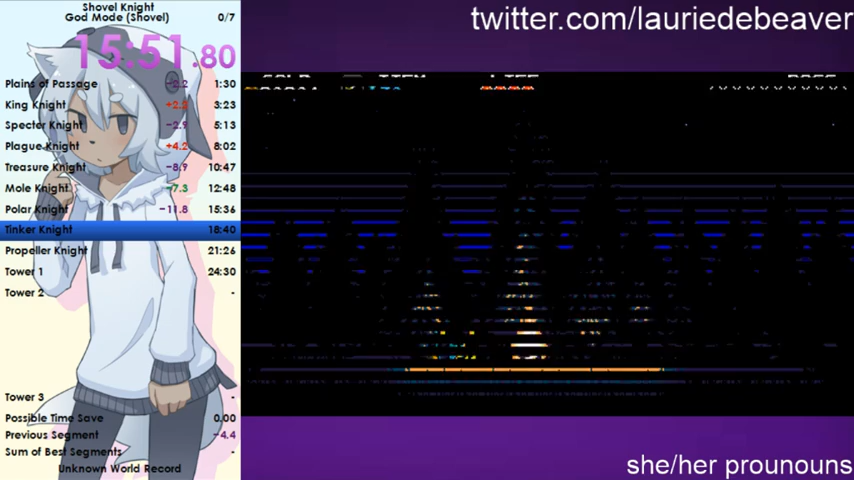 Shovel Knight
God Mode (Shovel) 0/7
15:51.80
Plains of Passage -2.2 1:30
King Knight 3:23
Specter Knight -2.9 5:13
Plague Knight +4.2 8:02
Treasure Knight -8.9 10:47
Mole Knight -7.3 12:48
Polar Knight -11.8 15:36
Tinker Knight 18:40
Propeller Knight 21:26
Tower 1 24:30
Tower 2 -
Tower 3 -
Possible Time Save 0.00
Previous Segment -4.4
Sum of Best Segments -
Unknown World Record
twitter.com/lauriedebeaver
she/her prounouns